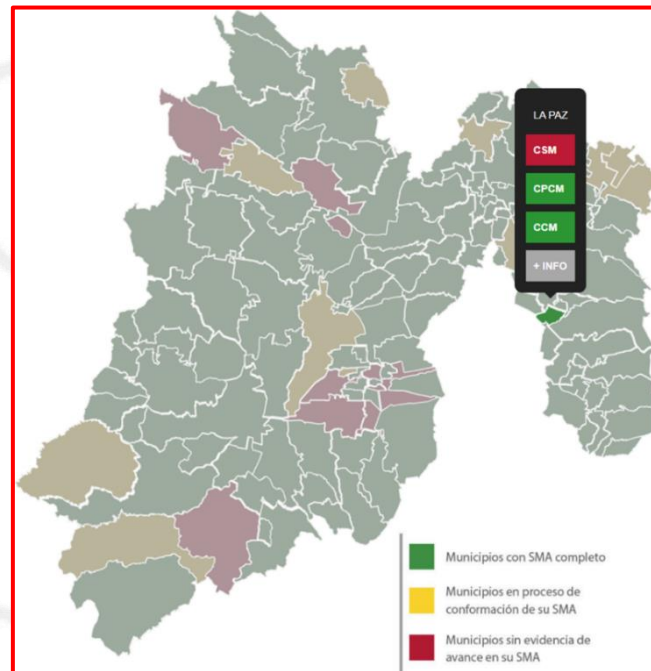 LA PAZ
CSM
CPCM
CCM
+ INFO
Municipios con SMA completo
Municipios en proceso de
conformación de su SMA
Municipios sin evidencia de
avance en su SMA